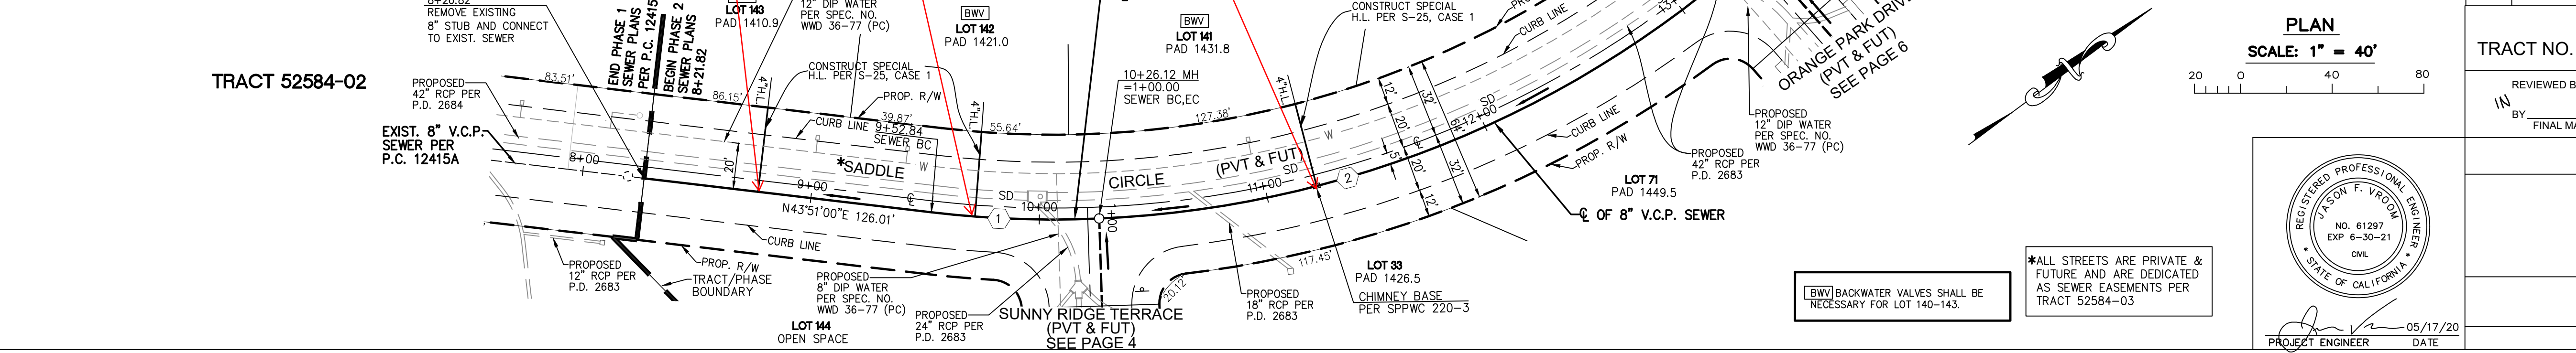 8+26.82
REMOVE EXISTING
8" STUB AND CONNECT
TO EXIST. SEWER
END PHASE 1
SEWER PLANS
PER P.C. 12415
BEGIN PHASE 2
SEWER PLANS
8+21.82
LOT 143
PAD 1410.9
12" DIP WATER
PER SPEC. NO.
WWD 36-77 (PC)
BWV
LOT 142
PAD 1421.0
BWV
LOT 141
PAD 1431.8
CONSTRUCT SPECIAL
H.L. PER S-25, CASE 1
ORANGE PARK DRIV
(PVT & FUT)
SEE PAGE 6
PLAN
SCALE: 1" = 40'
20 0 40 80
TRACT NO.
REVIEWED B
IN
BY
FINAL MA
TRACT 52584-02
PROPOSED
42" RCP PER
P.D. 2684
EXIST. 8" V.C.P.
SEWER PER
P.C. 12415A
83.51'
86.15'
4"H.L.
CONSTRUCT SPECIAL
H.L. PER S-25, CASE 1
PROP. R/W
39.87'
CURB LINE
9+52.84
SEWER BC
4"H.L.
55.64'
10+26.12 MH
=1+00.00
SEWER BC,EC
127.38'
4"H.L.
W
W
SD
SD
SD
8+00
20'
9+00
*SADDLE
CIRCLE
(PVT & FUT)
N43°51'00"E 126.01'
℄
1
10+00
1+00
11+00
2
12+00
13+
12'
20'
5'
32'
64'
℄
20'
12'
32'
CURB LINE
CURB LINE
PROP. R/W
PROPOSED
12" DIP WATER
PER SPEC. NO.
WWD 36-77 (PC)
PROPOSED
42" RCP PER
P.D. 2683
LOT 71
PAD 1449.5
℄ OF 8" V.C.P. SEWER
CURB LINE
PROP. R/W
TRACT/PHASE
BOUNDARY
PROPOSED
12" RCP PER
P.D. 2683
PROPOSED
8" DIP WATER
PER SPEC. NO.
WWD 36-77 (PC)
PROPOSED
24" RCP PER
P.D. 2683
LOT 144
OPEN SPACE
SUNNY RIDGE TERRACE
(PVT & FUT)
SEE PAGE 4
20.12'
117.45'
PROPOSED
18" RCP PER
P.D. 2683
LOT 33
PAD 1426.5
CHIMNEY BASE
PER SPPWC 220-3
BWV BACKWATER VALVES SHALL BE
NECESSARY FOR LOT 140-143.
*ALL STREETS ARE PRIVATE &
FUTURE AND ARE DEDICATED
AS SEWER EASEMENTS PER
TRACT 52584-03
REGISTERED PROFESSIONAL ENGINEER
JASON F. VROOM
NO. 61297
EXP 6-30-21
CIVIL
* STATE OF CALIFORNIA *
05/17/20
PROJECT ENGINEER DATE